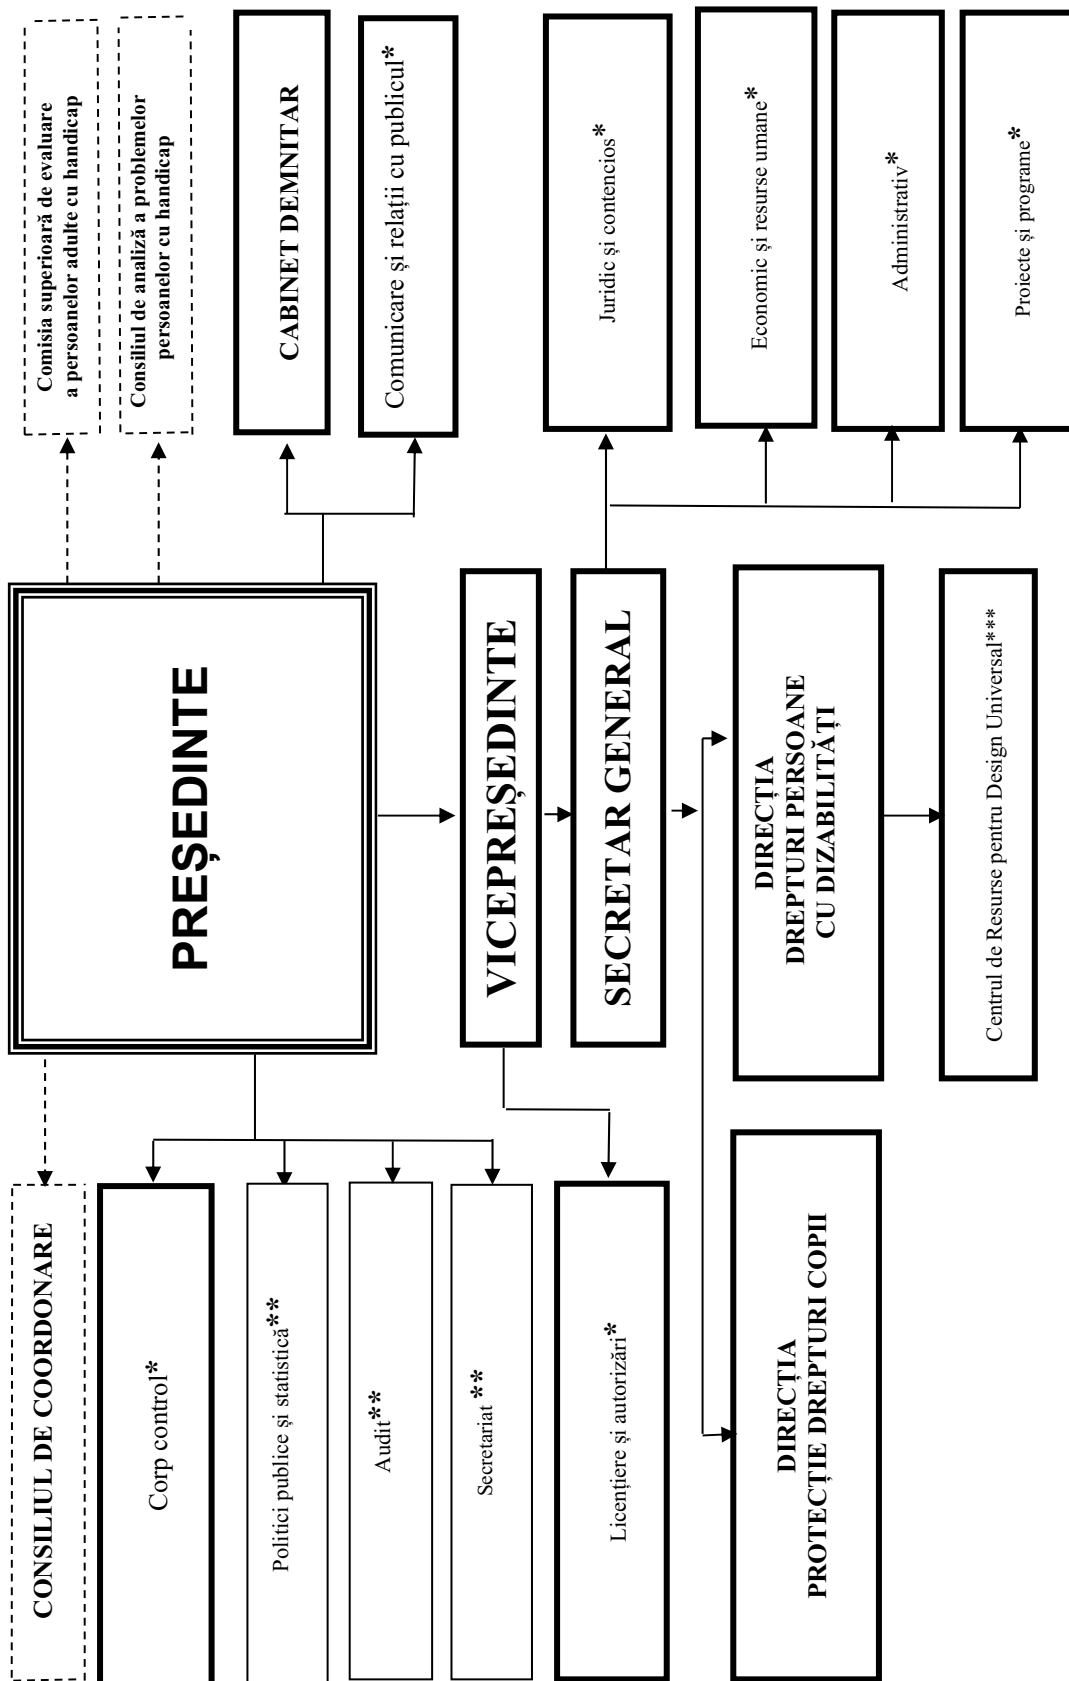 CONSILIUL DE COORDONARE
PREȘEDINTE
Comisia superioară de evaluare
a persoanelor adulte cu handicap
Consiliul de analiză a problemelor
persoanelor cu handicap
Corp control*
CABINET DEMNITAR
Politici publice și statistică**
Comunicare și relații cu publicul*
Audit**
Secretariat **
VICEPREȘEDINTE
Licențiere și autorizări*
SECRETAR GENERAL
Juridic și contencios*
Economic și resurse umane*
Administrativ*
Proiecte și programe*
DIRECȚIA
PROTECȚIE DREPTURI COPII
DIRECȚIA
DREPTURI PERSOANE
CU DIZABILITĂȚI
Centrul de Resurse pentru Design Universal***